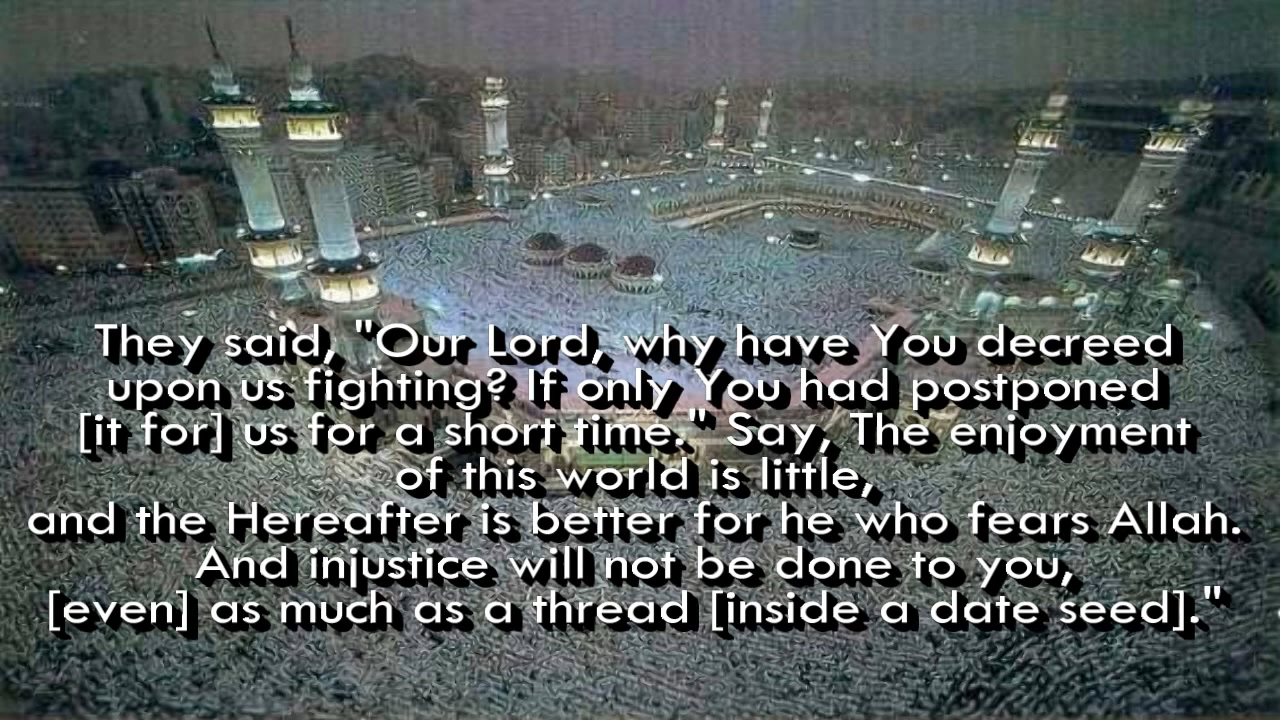 They said, "Our Lord, why have You decreed
upon us fighting? If only You had postponed
[it for] us for a short time." Say, The enjoyment
of this world is little,
and the Hereafter is better for he who fears Allah.
And injustice will not be done to you,
[even] as much as a thread [inside a date seed]."